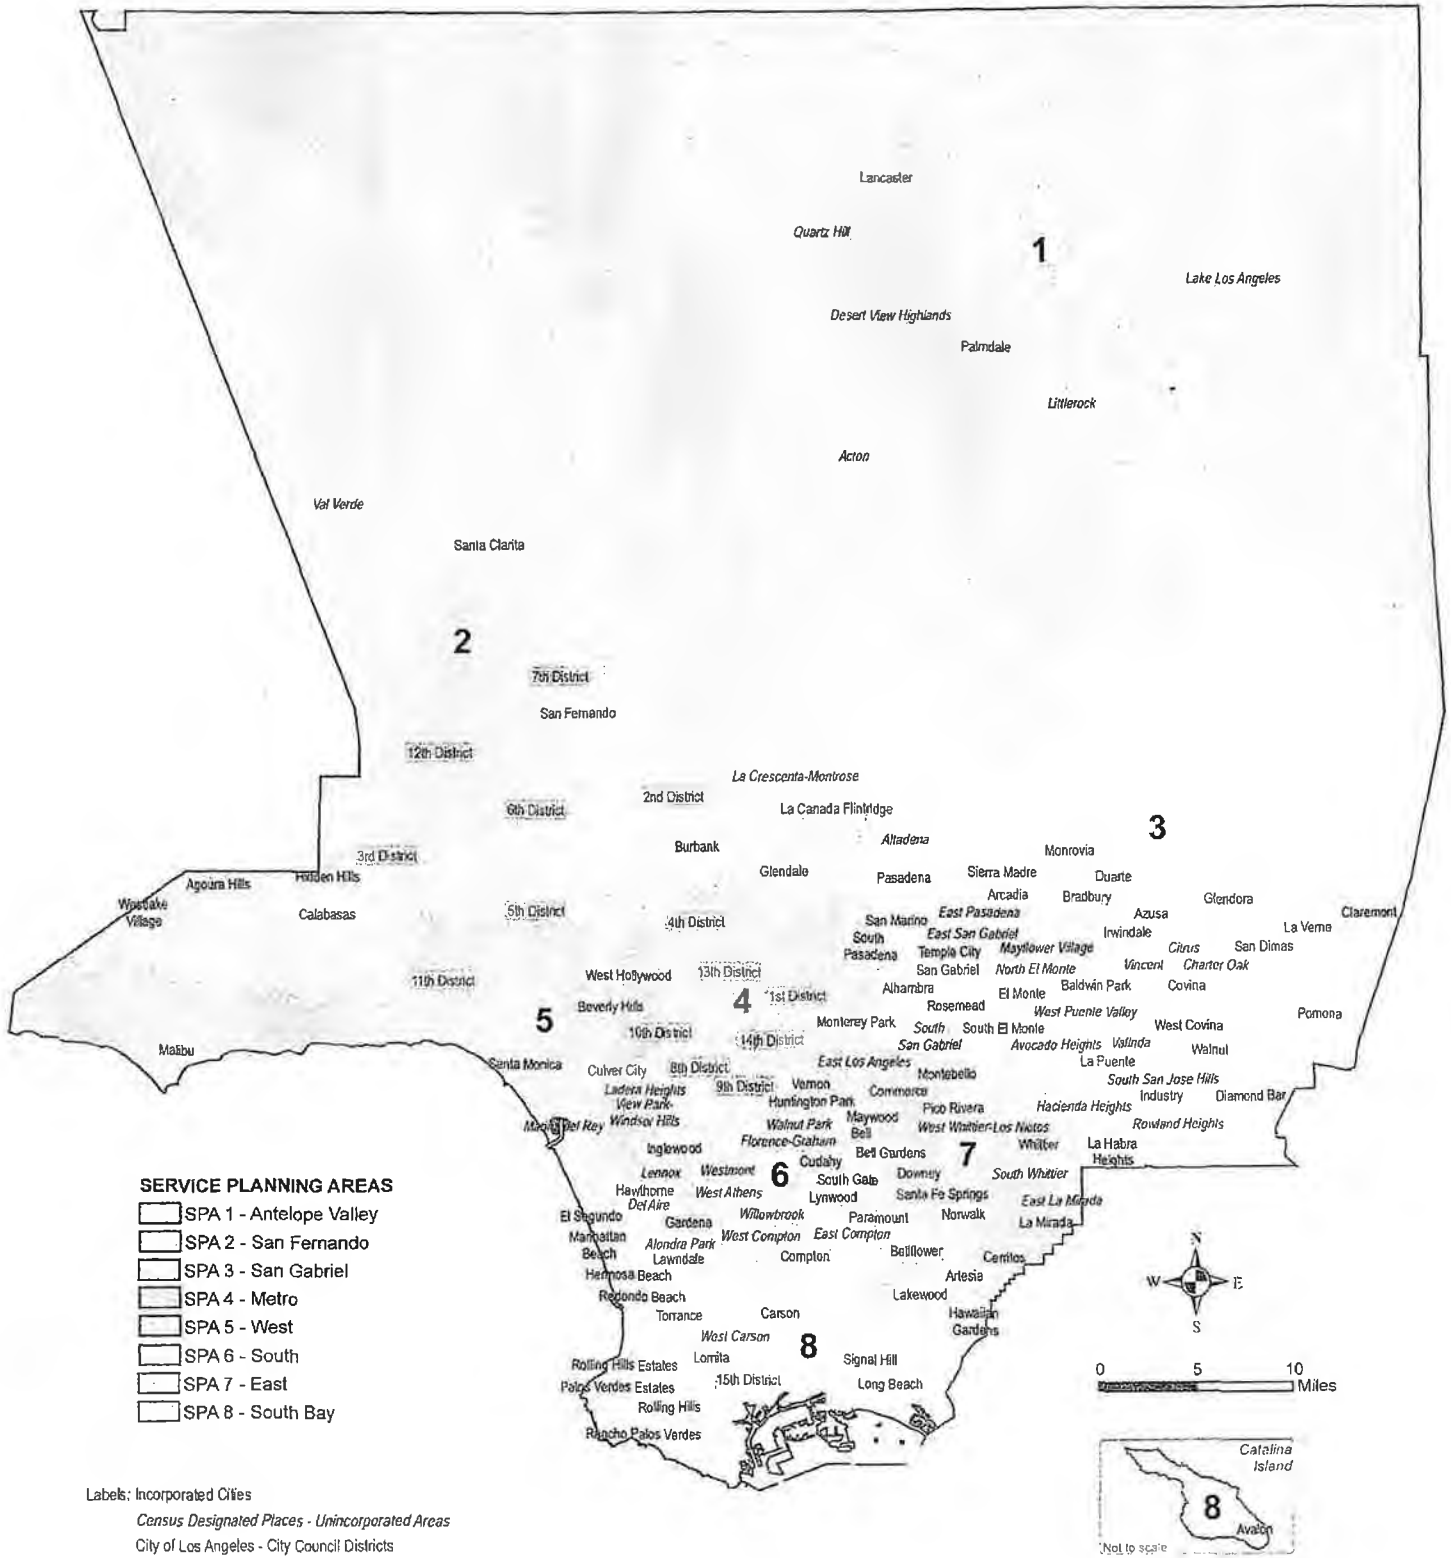 Lancaster
Quartz Hill
1
Lake Los Angeles
Desert View Highlands
Palmdale
Littlerock
Acton
Val Verde
Santa Clarita
2
7th District
San Fernando
12th District
La Crescenta-Montrose
2nd District
6th District
La Canada Flintridge
3
Altadena
Burbank
Monrovia
3rd District
Glendale
Pasadena
Sierra Madre
Duarte
Agoura Hills
Hidden Hills
Arcadia
Bradbury
Glendora
Westlake
Village
Calabasas
5th District
4th District
San Marino
East Pasadena
Azusa
Claremont
La Verne
South
Pasadena
East San Gabriel
Irwindale
Temple City
Mayflower Village
Citrus
San Dimas
West Hollywood
13th District
San Gabriel
North El Monte
Vincent
Charter Oak
11th District
Alhambra
El Monte
Baldwin Park
Covina
4
1st District
Beverly Hills
Rosemead
West Puente Valley
Pomona
5
10th District
14th District
Monterey Park
South
San Gabriel
South El Monte
West Covina
Avocado Heights
Valinda
Walnut
Malibu
Santa Monica
Culver City
8th District
East Los Angeles
La Puente
Montebello
South San Jose Hills
9th District
Vernon
Commerce
Industry
Diamond Bar
Ladera Heights
View Park-
Windsor Hills
Huntington Park
Pico Rivera
Hacienda Heights
Marina Del Rey
Walnut Park
Maywood
Bell
West Whittier-Los Nietos
Rowland Heights
Inglewood
Florence-Graham
Bell Gardens
7
Whittier
La Habra
Heights
Lennox
Westmont
6
Cudahy
South Gate
Downey
South Whittier
Hawthorne
West Athens
Lynwood
Santa Fe Springs
East La Mirada
Del Aire
El Segundo
Gardena
Willowbrook
Paramount
Norwalk
La Mirada
Manhattan
Beach
Alondra Park
West Compton
East Compton
Lawndale
Compton
Bellflower
Cerritos
Hermosa Beach
Artesia
Redondo Beach
Lakewood
Torrance
Carson
Hawaiian
Gardens
West Carson
8
Lomita
Signal Hill
Rolling Hills Estates
15th District
Long Beach
Palos Verdes Estates
Rolling Hills
Rancho Palos Verdes
SERVICE PLANNING AREAS
SPA 1 - Antelope Valley
SPA 2 - San Fernando
SPA 3 - San Gabriel
SPA 4 - Metro
SPA 5 - West
SPA 6 - South
SPA 7 - East
SPA 8 - South Bay
N
W E
S
0 5 10
Miles
Catalina
Island
8
Avalon
Not to scale
Labels: Incorporated Cities
Census Designated Places - Unincorporated Areas
City of Los Angeles - City Council Districts